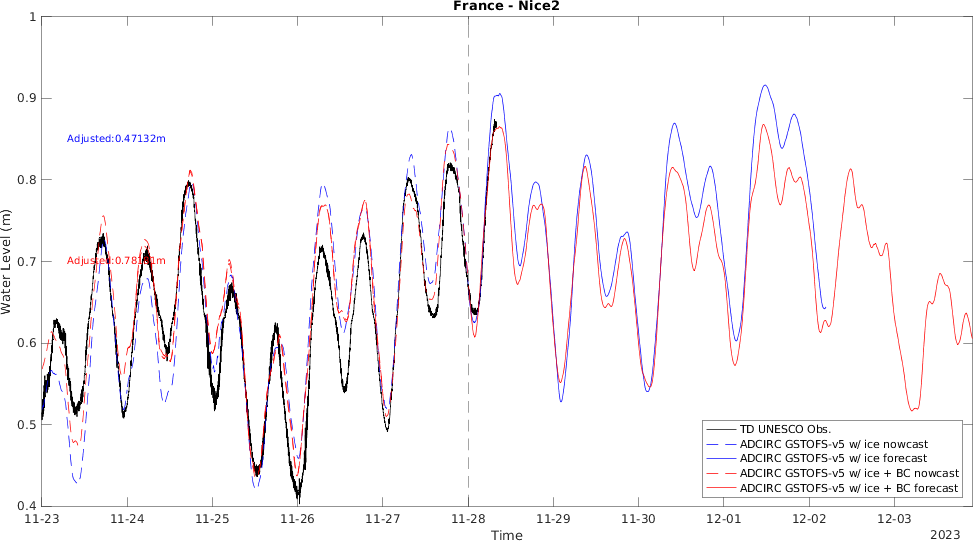 France - Nice2
Water Level (m)
1
0.9
0.8
0.7
0.6
0.5
0.4
Adjusted:0.47132m
11-23
11-24
11-25
11-26
11-27
11-28
11-29
11-30
12-01
12-02
12-03
Time
2023
TD UNESCO Obs.
ADCIRC GSTOFS-v5 w/ ice nowcast
ADCIRC GSTOFS-v5 w/ ice forecast
ADCIRC GSTOFS-v5 w/ ice + BC nowcast
ADCIRC GSTOFS-v5 w/ ice + BC forecast